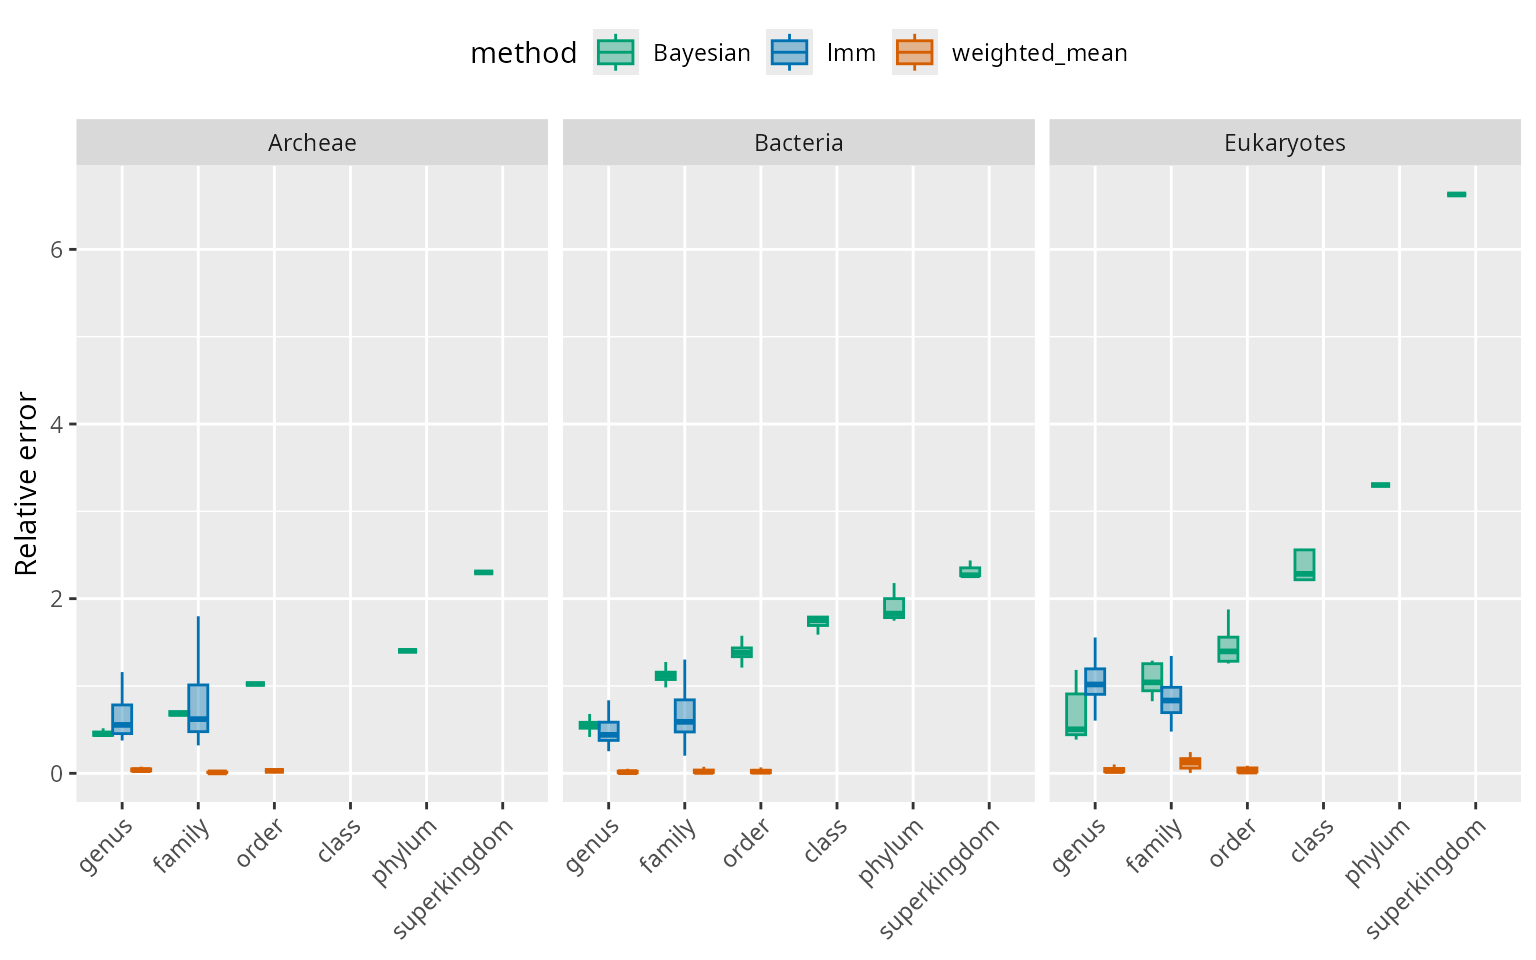 method Bayesian lmm weighted_mean
Archeae Bacteria Eukaryotes
Relative error
6
4
2
0
genus family order class phylum superkingdom
genus family order class phylum superkingdom
genus family order class phylum superkingdom